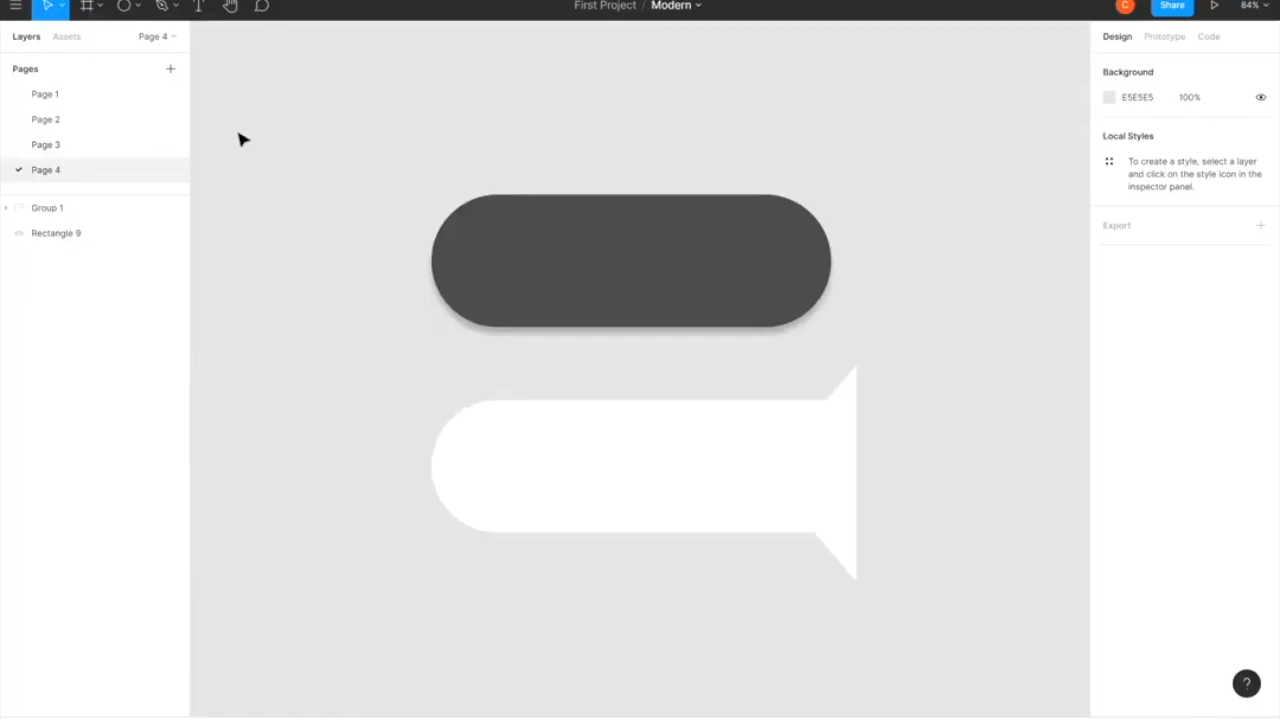 First Project / Modern
C
Share
84%
Layers
Assets
Page 4
Pages
Page 1
Page 2
Page 3
Page 4
Group 1
Rectangle 9
Design
Prototype
Code
Background
E5E5E5
100%
Local Styles
To create a style, select a layer
and click on the style icon in the
inspector panel.
Export
?